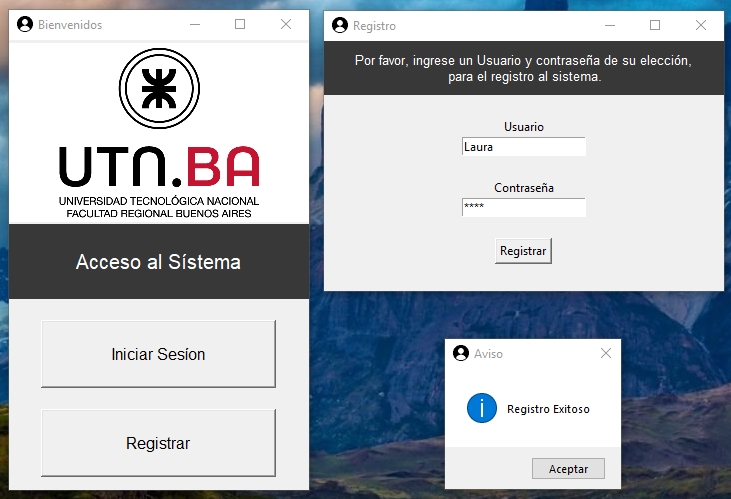 Bienvenidos
UTN.BA
UNIVERSIDAD TECNOLÓGICA NACIONAL
FACULTAD REGIONAL BUENOS AIRES
Acceso al Sístema
Iniciar Sesíon
Registrar
Registro
Por favor, ingrese un Usuario y contraseña de su elección,
para el registro al sistema.
Usuario
Laura
Contraseña
****
Registrar
Aviso
Registro Exitoso
Aceptar